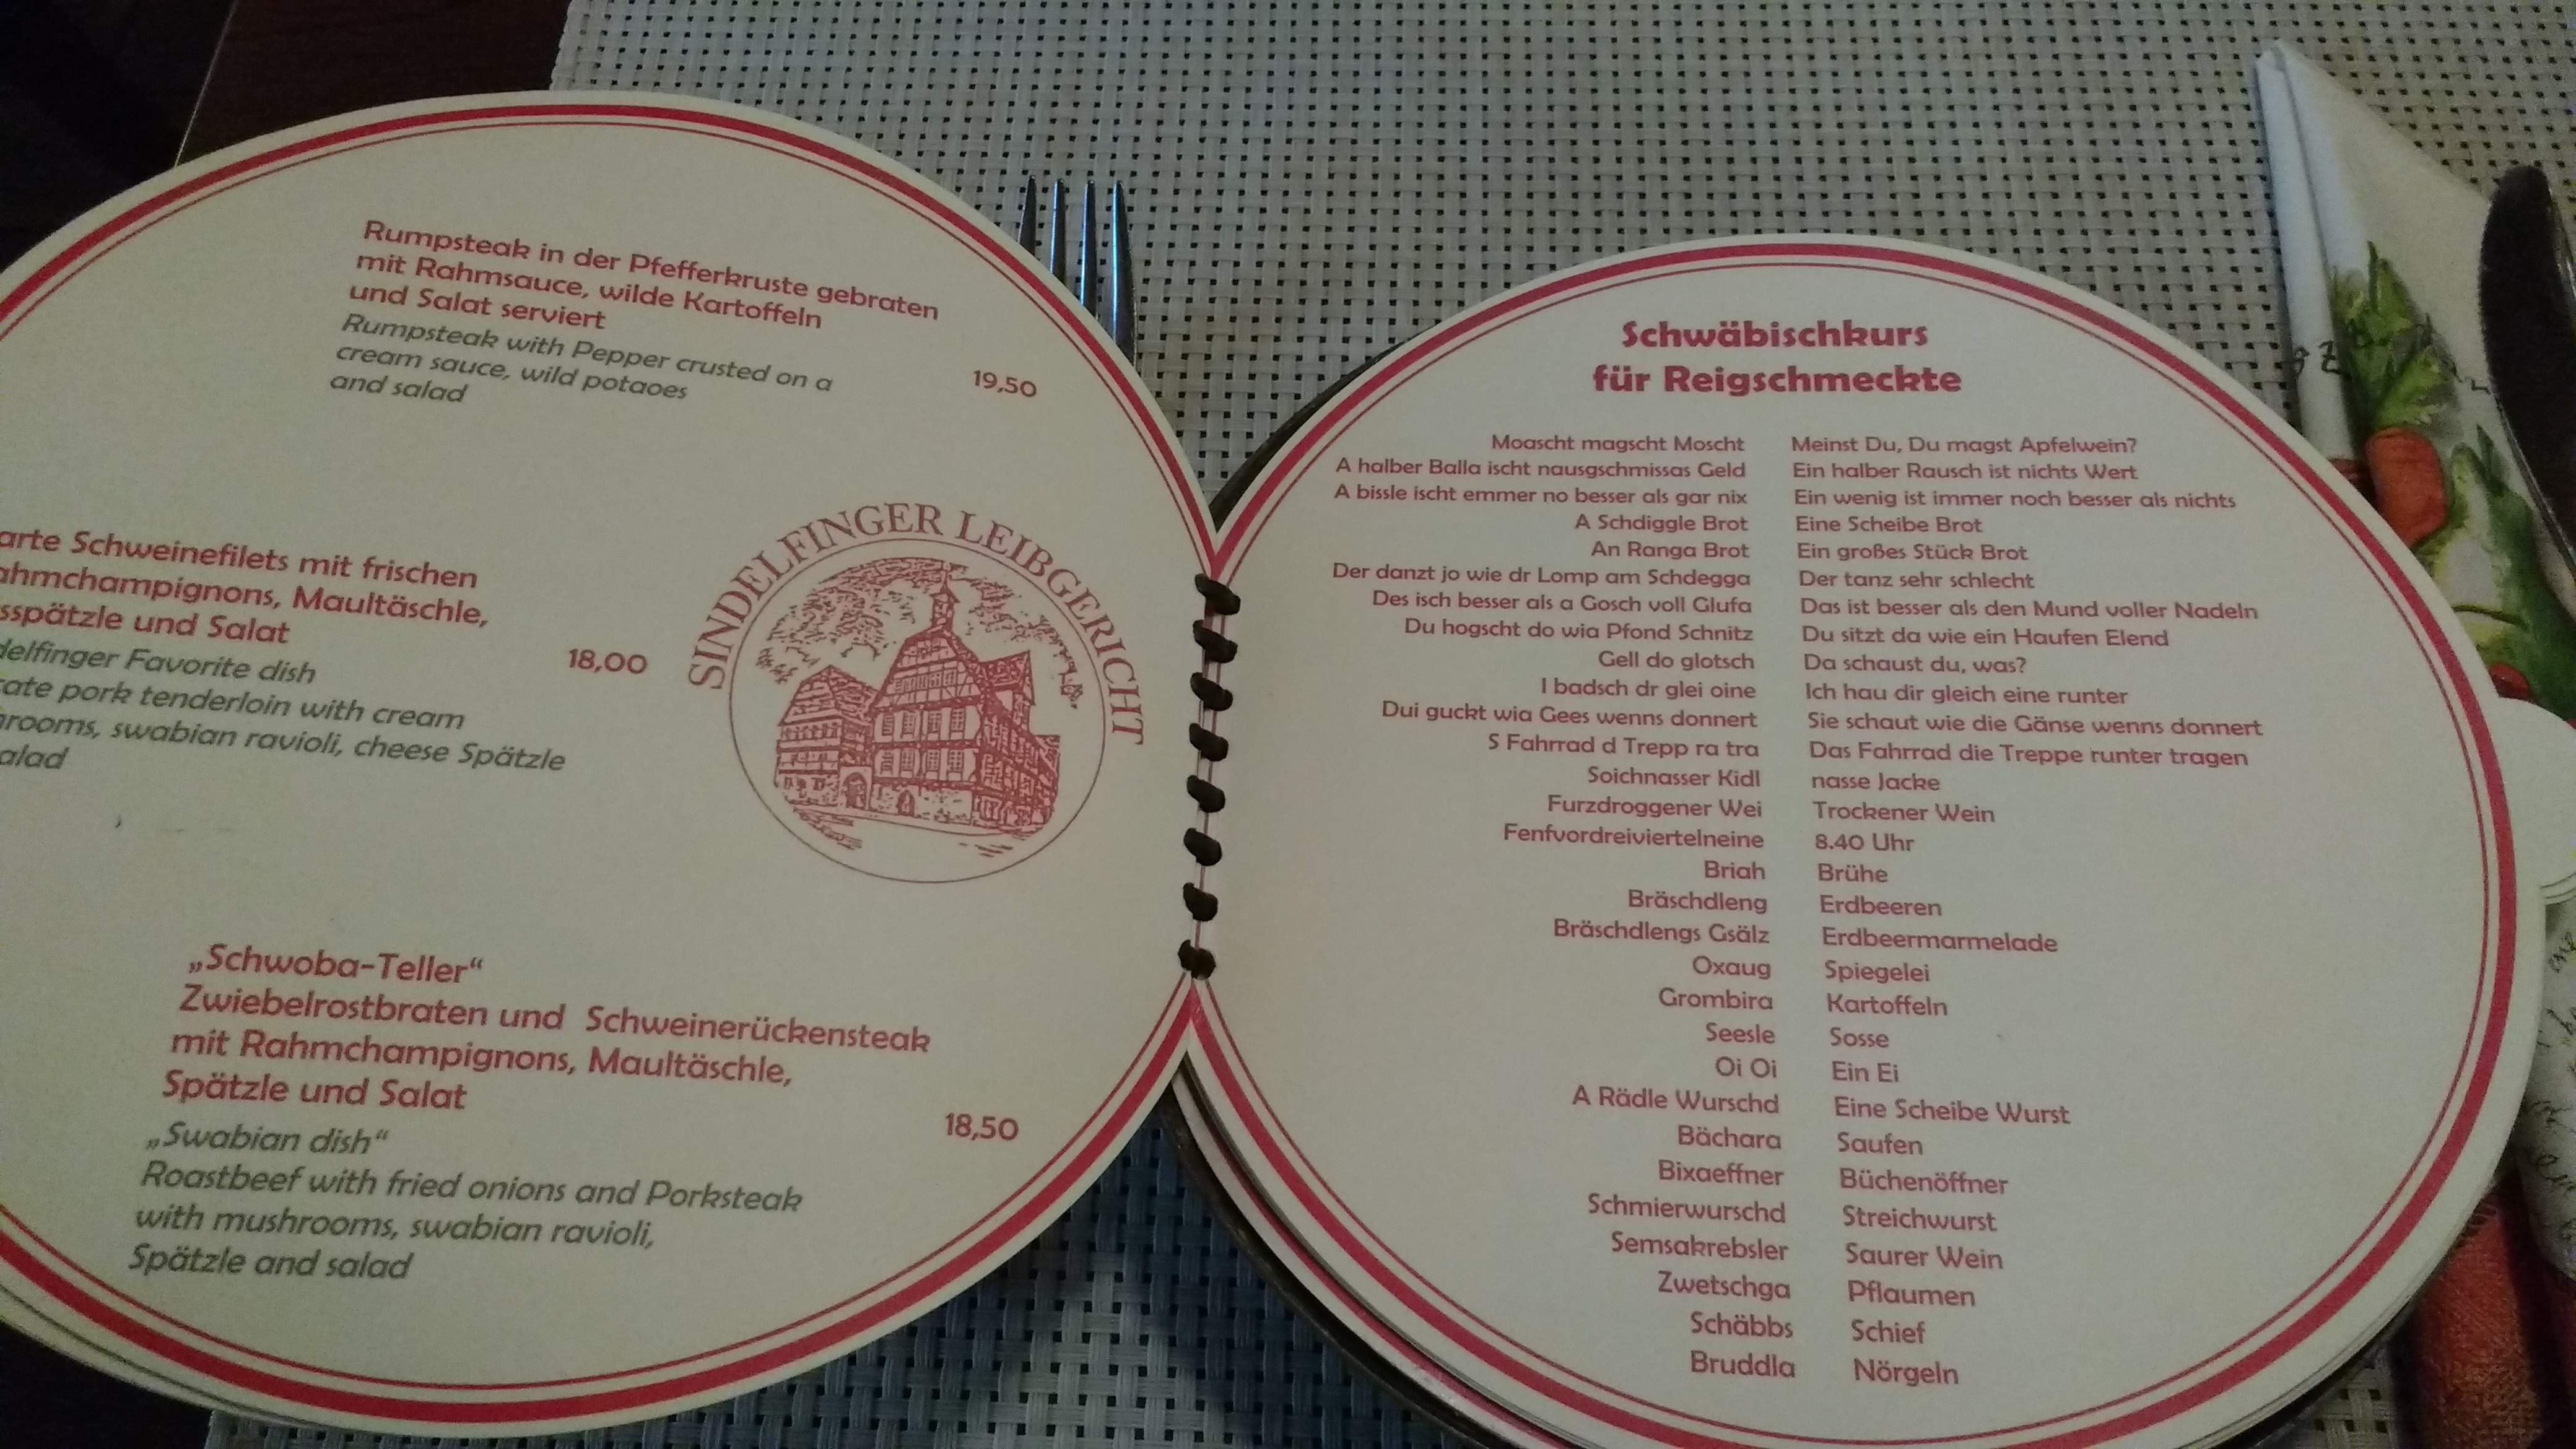 Rumpsteak in der Pfefferkruste gebraten
mit Rahmsauce, wilde Kartoffeln
und Salat serviert
Rumpsteak with Pepper crusted on a
cream sauce, wild potaoes
and salad
19,50
SINDELFINGER LEIBGERICHT
arte Schweinefilets mit frischen
ahmchampignons, Maultäschle,
sspätzle und Salat
delfinger Favorite dish
cate pork tenderloin with cream
hrooms, swabian ravioli, cheese Spätzle
alad
18,00
„Schwoba-Teller“
Zwiebelrostbraten und Schweinerückensteak
mit Rahmchampignons, Maultäschle,
Spätzle und Salat
„Swabian dish“
Roastbeef with fried onions and Porksteak
with mushrooms, swabian ravioli,
Spätzle and salad
18,50
Schwäbischkurs
für Reigschmeckte
Moascht magscht Moscht Meinst Du, Du magst Apfelwein?
A halber Balla ischt nausgschmissas Geld Ein halber Rausch ist nichts Wert
A bissle ischt emmer no besser als gar nix Ein wenig ist immer noch besser als nichts
A Schdiggle Brot Eine Scheibe Brot
An Ranga Brot Ein großes Stück Brot
Der danzt jo wie dr Lomp am Schdegga Der tanz sehr schlecht
Des isch besser als a Gosch voll Glufa Das ist besser als den Mund voller Nadeln
Du hogscht do wia Pfond Schnitz Du sitzt da wie ein Haufen Elend
Gell do glotsch Da schaust du, was?
I badsch dr glei oine Ich hau dir gleich eine runter
Dui guckt wia Gees wenns donnert Sie schaut wie die Gänse wenns donnert
S Fahrrad d Trepp ra tra Das Fahrrad die Treppe runter tragen
Soichnasser Kidl nasse Jacke
Furzdroggener Wei Trockener Wein
Fenfvordreiviertelneine 8.40 Uhr
Briah Brühe
Bräschdleng Erdbeeren
Bräschdlengs Gsälz Erdbeermarmelade
Oxaug Spiegelei
Grombira Kartoffeln
Seesle Sosse
Oi Oi Ein Ei
A Rädle Wurschd Eine Scheibe Wurst
Bächara Saufen
Bixaeffner Büchenöffner
Schmierwurschd Streichwurst
Semsakrebsler Saurer Wein
Zwetschga Pflaumen
Schäbbs Schief
Bruddla Nörgeln